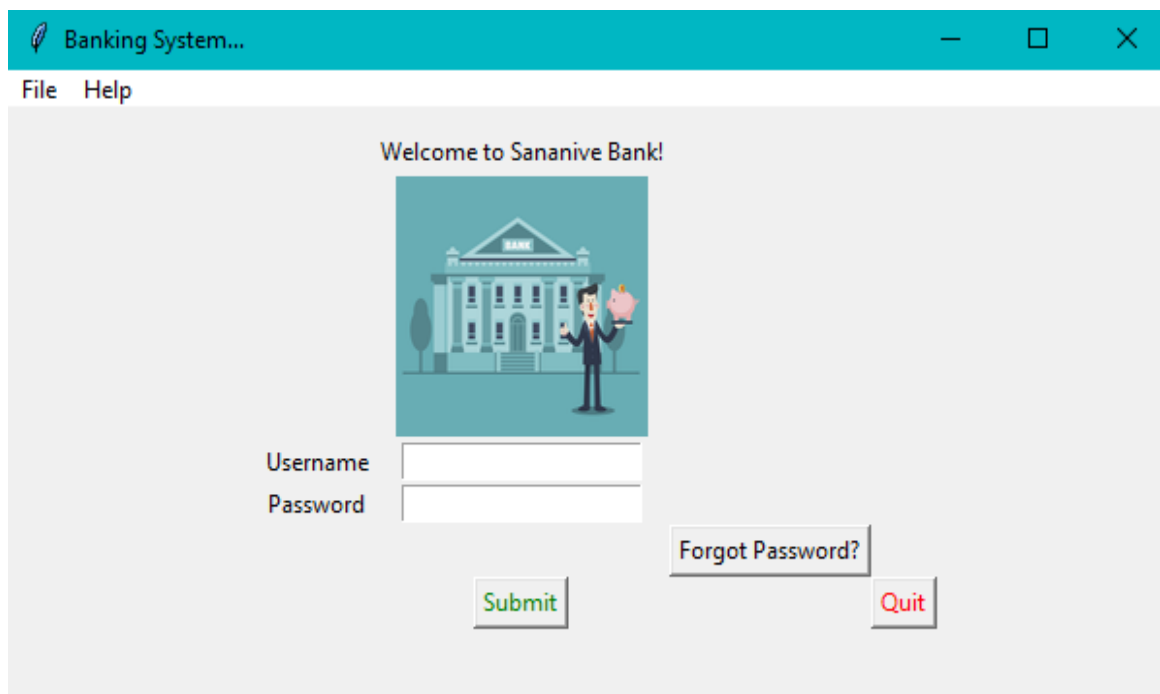 Banking System...
File Help
Welcome to Sananive Bank!
BANK
Username
Password
Forgot Password?
Submit Quit